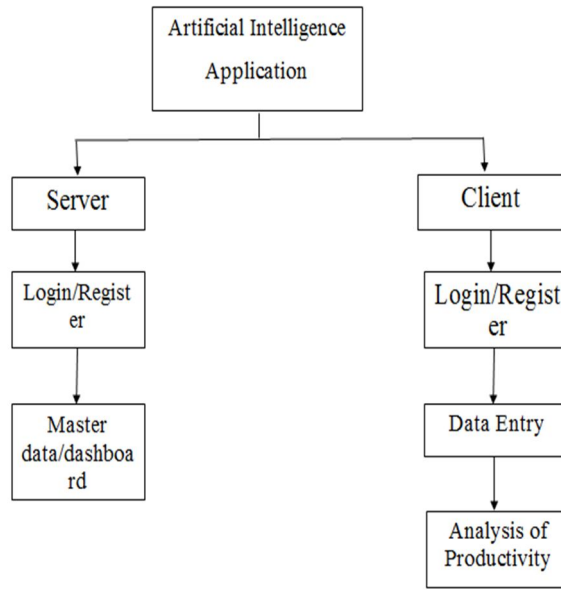 Artificial Intelligence
Application
Server
Client
Login/Regist
er
Login/Regist
er
Master
data/dashboa
rd
Data Entry
Analysis of
Productivity